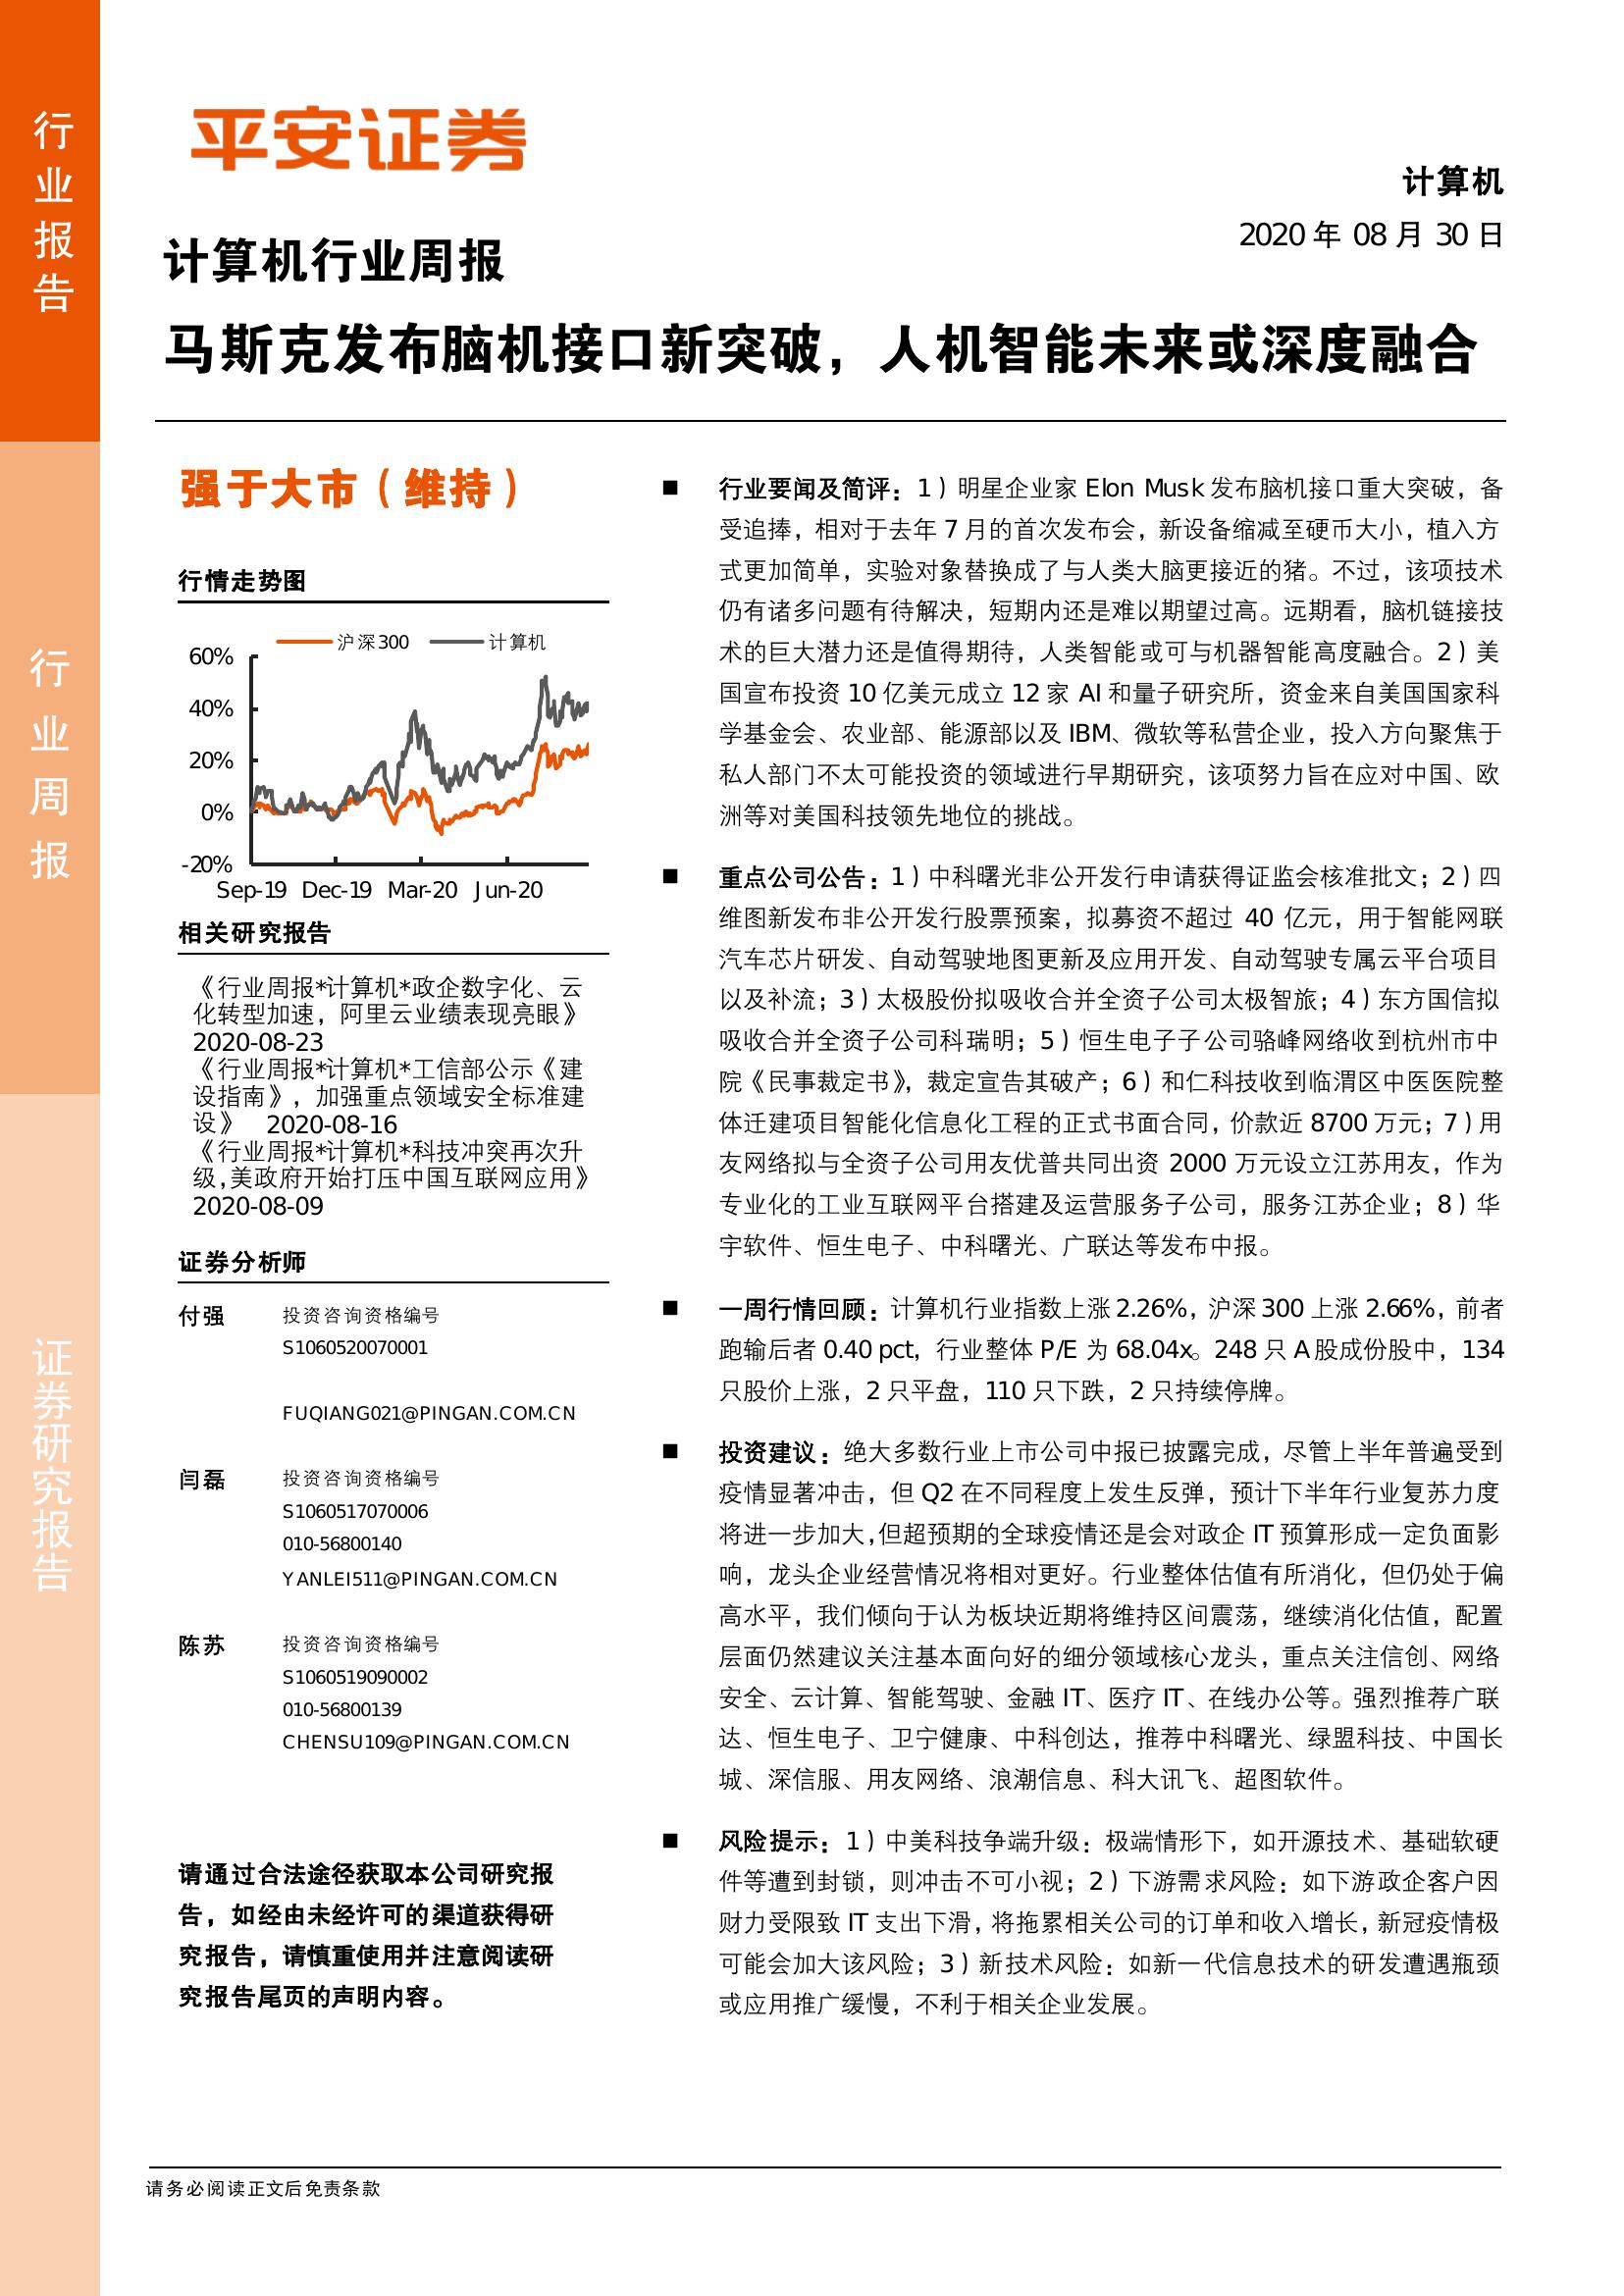 行业报告
行业周报
证券研究报告
平安证券
计算机
2020 年 08 月 30 日
计算机行业周报
马斯克发布脑机接口新突破，人机智能未来或深度融合
强于大市（维持）
行情走势图
沪深300 计算机
60%
40%
20%
0%
-20%
Sep-19 Dec-19 Mar-20 Jun-20
相关研究报告
《行业周报*计算机*政企数字化、云
化转型加速，阿里云业绩表现亮眼》
2020-08-23
《行业周报*计算机*工信部公示《建
设指南》，加强重点领域安全标准建
设》 2020-08-16
《行业周报*计算机*科技冲突再次升
级,美政府开始打压中国互联网应用》
2020-08-09
证券分析师
付强 投资咨询资格编号
S1060520070001
FUQIANG021@PINGAN.COM.CN
闫磊 投资咨询资格编号
S1060517070006
010-56800140
YANLEI511@PINGAN.COM.CN
陈苏 投资咨询资格编号
S1060519090002
010-56800139
CHENSU109@PINGAN.COM.CN
请通过合法途径获取本公司研究报
告，如经由未经许可的渠道获得研
究报告，请慎重使用并注意阅读研
究报告尾页的声明内容。
■ 行业要闻及简评：1）明星企业家 Elon Musk 发布脑机接口重大突破，备
受追捧，相对于去年 7 月的首次发布会，新设备缩减至硬币大小，植入方
式更加简单，实验对象替换成了与人类大脑更接近的猪。不过，该项技术
仍有诸多问题有待解决，短期内还是难以期望过高。远期看，脑机链接技
术的巨大潜力还是值得期待，人类智能或可与机器智能高度融合。2）美
国宣布投资 10 亿美元成立 12 家 AI 和量子研究所，资金来自美国国家科
学基金会、农业部、能源部以及 IBM、微软等私营企业，投入方向聚焦于
私人部门不太可能投资的领域进行早期研究，该项努力旨在应对中国、欧
洲等对美国科技领先地位的挑战。
■ 重点公司公告：1）中科曙光非公开发行申请获得证监会核准批文；2）四
维图新发布非公开发行股票预案，拟募资不超过 40 亿元，用于智能网联
汽车芯片研发、自动驾驶地图更新及应用开发、自动驾驶专属云平台项目
以及补流；3）太极股份拟吸收合并全资子公司太极智旅；4）东方国信拟
吸收合并全资子公司科瑞明；5）恒生电子子公司骆峰网络收到杭州市中
院《民事裁定书》，裁定宣告其破产；6）和仁科技收到临渭区中医医院整
体迁建项目智能化信息化工程的正式书面合同，价款近 8700 万元；7）用
友网络拟与全资子公司用友优普共同出资 2000 万元设立江苏用友，作为
专业化的工业互联网平台搭建及运营服务子公司，服务江苏企业；8）华
宇软件、恒生电子、中科曙光、广联达等发布中报。
■ 一周行情回顾：计算机行业指数上涨 2.26%，沪深 300 上涨 2.66%，前者
跑输后者 0.40 pct，行业整体 P/E 为 68.04x。248 只 A 股成份股中，134
只股价上涨，2 只平盘，110 只下跌，2 只持续停牌。
■ 投资建议：绝大多数行业上市公司中报已披露完成，尽管上半年普遍受到
疫情显著冲击，但 Q2 在不同程度上发生反弹，预计下半年行业复苏力度
将进一步加大,但超预期的全球疫情还是会对政企 IT 预算形成一定负面影
响，龙头企业经营情况将相对更好。行业整体估值有所消化，但仍处于偏
高水平，我们倾向于认为板块近期将维持区间震荡，继续消化估值，配置
层面仍然建议关注基本面向好的细分领域核心龙头，重点关注信创、网络
安全、云计算、智能驾驶、金融 IT、医疗 IT、在线办公等。强烈推荐广联
达、恒生电子、卫宁健康、中科创达，推荐中科曙光、绿盟科技、中国长
城、深信服、用友网络、浪潮信息、科大讯飞、超图软件。
■ 风险提示：1）中美科技争端升级：极端情形下，如开源技术、基础软硬
件等遭到封锁，则冲击不可小视；2）下游需求风险：如下游政企客户因
财力受限致 IT 支出下滑，将拖累相关公司的订单和收入增长，新冠疫情极
可能会加大该风险；3）新技术风险：如新一代信息技术的研发遭遇瓶颈
或应用推广缓慢，不利于相关企业发展。
请务必阅读正文后免责条款